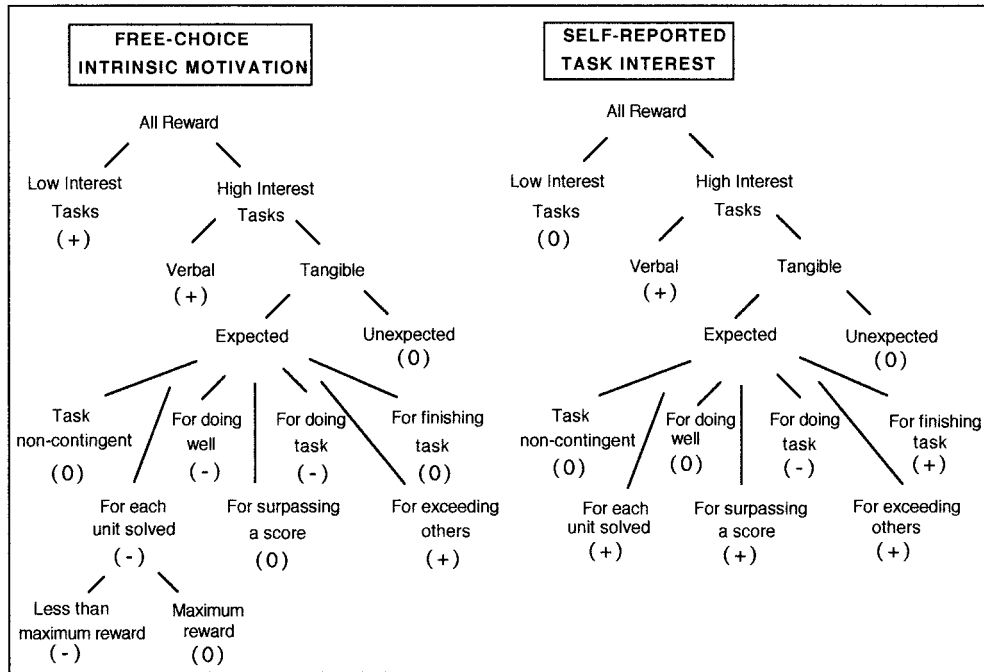 FREE-CHOICE
INTRINSIC MOTIVATION
All Reward
Low Interest
Tasks
(+)
High Interest
Tasks
Verbal
(+)
Tangible
Expected
Unexpected
(0)
Task
non-contingent
(0)
For doing
well
(-)
For doing
task
(-)
For finishing
task
(0)
For each
unit solved
(-)
For surpassing
a score
(0)
For exceeding
others
(+)
Less than
maximum reward
(-)
Maximum
reward
(0)
SELF-REPORTED
TASK INTEREST
All Reward
Low Interest
Tasks
(0)
High Interest
Tasks
Verbal
(+)
Tangible
Expected
Unexpected
(0)
Task
non-contingent
(0)
For doing
well
(0)
For doing
task
(-)
For finishing
task
(+)
For each
unit solved
(+)
For surpassing
a score
(+)
For exceeding
others
(+)